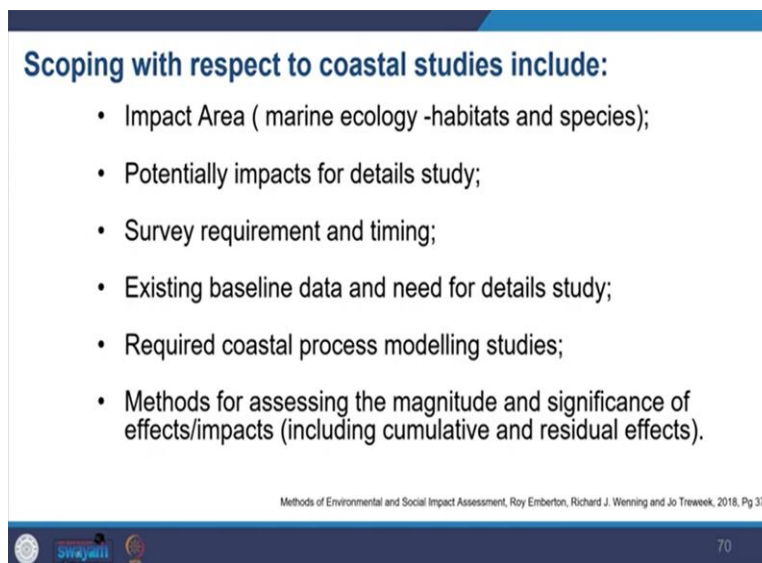 Scoping with respect to coastal studies include:
• Impact Area ( marine ecology -habitats and species);
• Potentially impacts for details study;
• Survey requirement and timing;
• Existing baseline data and need for details study;
• Required coastal process modelling studies;
• Methods for assessing the magnitude and significance of
effects/impacts (including cumulative and residual effects).
Methods of Environmental and Social Impact Assessment, Roy Emberton, Richard J. Wenning and Jo Treweek, 2018, Pg
swayam
70